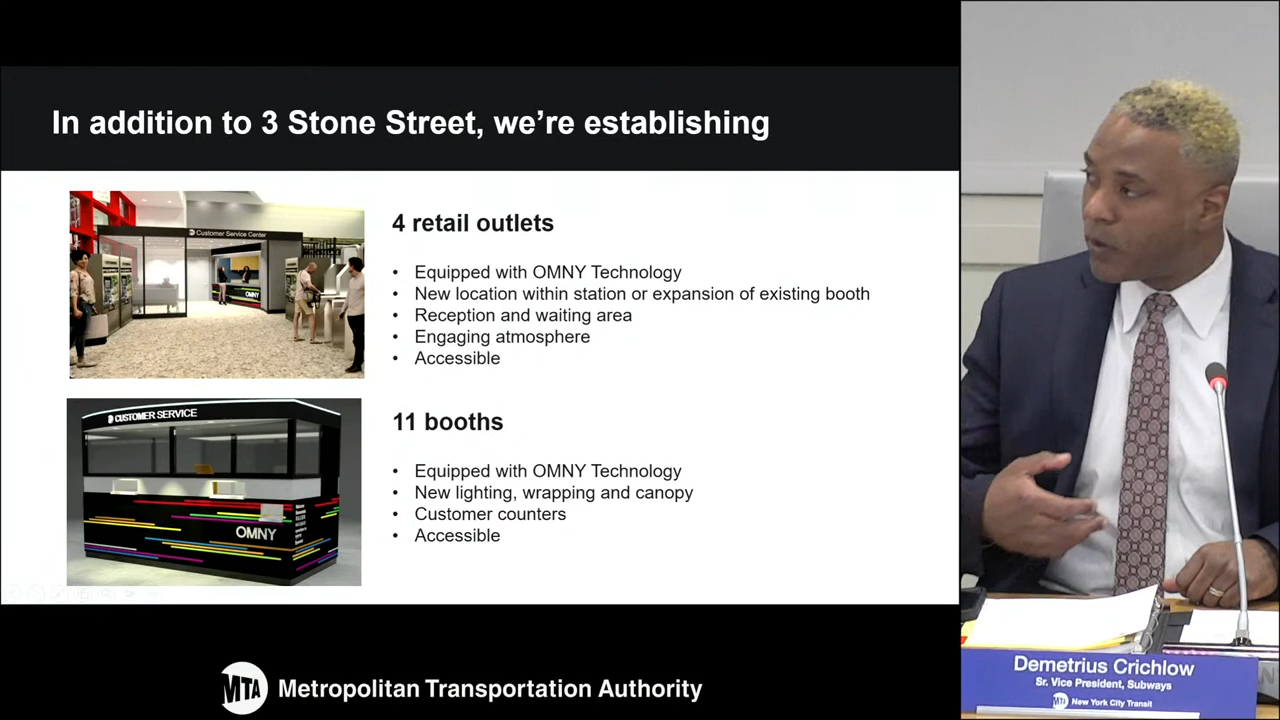 In addition to 3 Stone Street, we’re establishing
Customer Service Center
OMNY
4 retail outlets
• Equipped with OMNY Technology
• New location within station or expansion of existing booth
• Reception and waiting area
• Engaging atmosphere
• Accessible
CUSTOMER SERVICE
OMNY
11 booths
• Equipped with OMNY Technology
• New lighting, wrapping and canopy
• Customer counters
• Accessible
MTA Metropolitan Transportation Authority
Demetrius Crichlow
Sr. Vice President, Subways
MTA New York City Transit